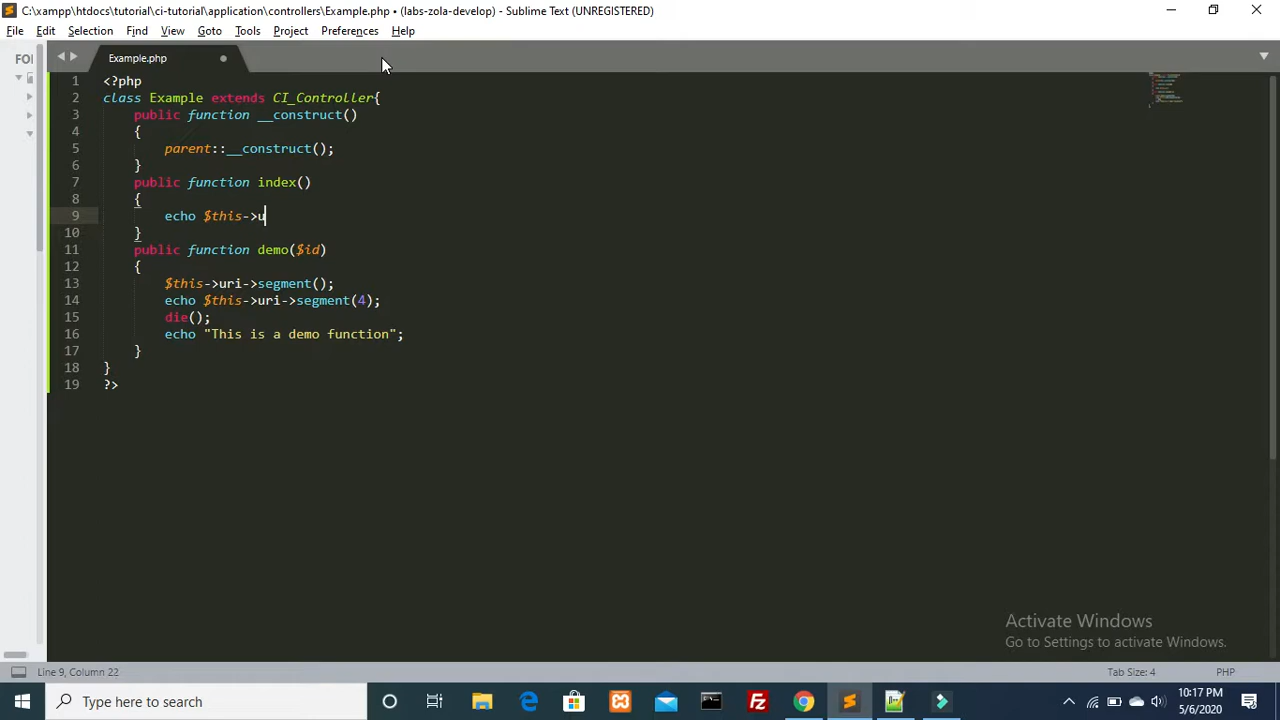 C:\xampp\htdocs\tutorial\ci-tutorial\application\Controllers\Example.php • (labs-zola-develop) - Sublime Text (UNREGISTERED)
File Edit Selection Find View Goto Tools Project Preferences Help
FOI
Example.php
1 <?php
2 class Example extends CI_Controller{
3 public function __construct()
4 {
5 parent::__construct();
6 }
7 public function index()
8 {
9 echo $this->u
10 }
11 public function demo($id)
12 {
13 $this->uri->segment();
14 echo $this->uri->segment(4);
15 die();
16 echo "This is a demo function";
17 }
18 }
19 ?>
Activate Windows
Go to Settings to activate Windows.
Line 9, Column 22
Tab Size: 4
PHP
Type here to search
10:17 PM
5/6/2020